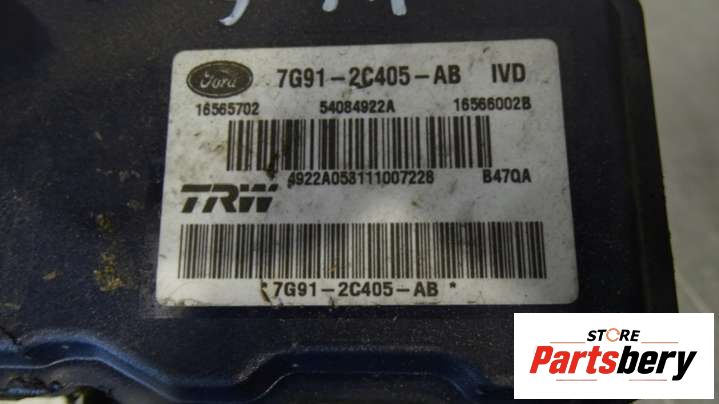 Ford 7G91-2C405-AB IVD
16565702 54084922A 16566002B
4922A053111007228 B47QA
TRW
*7G91-2C405-AB*
STORE
Partsbery